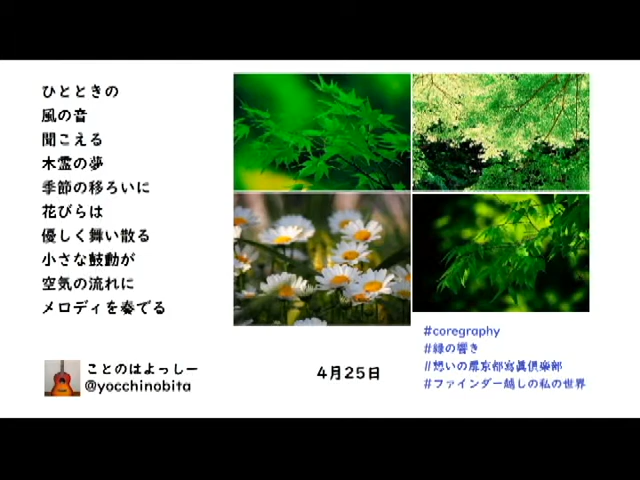 ひとときの
風の音
聞こえる
木霊の夢
季節の移ろいに
花びらは
優しく舞い散る
小さな鼓動が
空気の流れに
メロディを奏でる
ことのはよっしー
@yocchinobita
4月25日
#coregraphy
#緑の響き
#想いの扉京都寫眞倶楽部
#ファインダー越しの私の世界